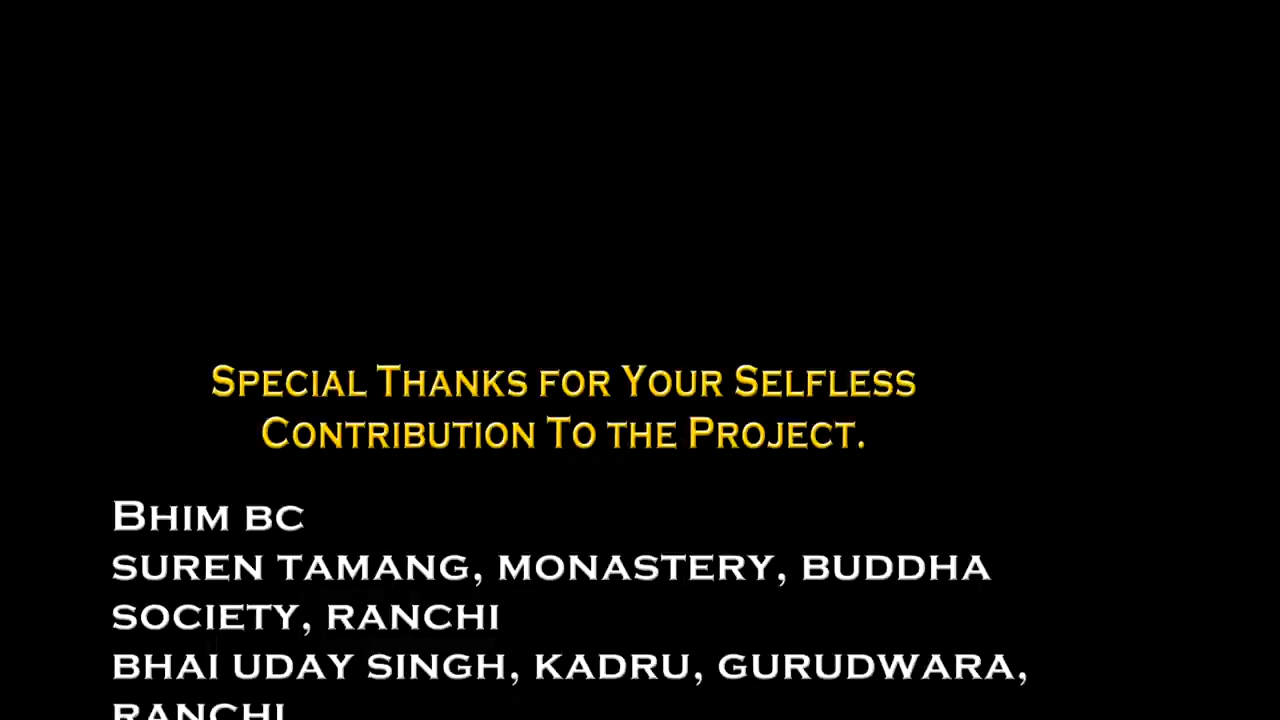 Special Thanks for Your Selfless
Contribution To the Project.
Bhim bc
suren tamang, monastery, buddha
society, ranchi
bhai uday singh, kadru, gurudwara,
ranchi